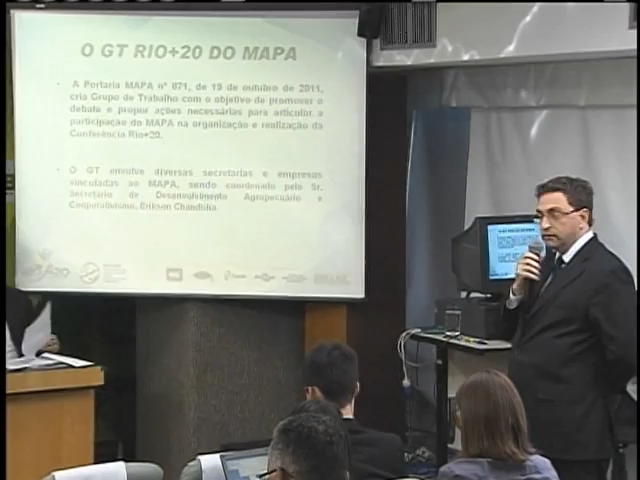 O GT RIO+20 DO MAPA
A Portaria MAPA nº 871, de 19 de outubro de 2011,
cria Grupo de Trabalho com o objetivo de promover o
debate e propor ações necessárias para articular a
participação do MAPA na organização e realização da
Conferência Rio+20.
O GT envolve diversas secretarias e empresas
vinculadas ao MAPA, sendo coordenado pelo Sr.
Secretário de Desenvolvimento Agropecuário e
Cooperativismo, Erikson Chandoha.